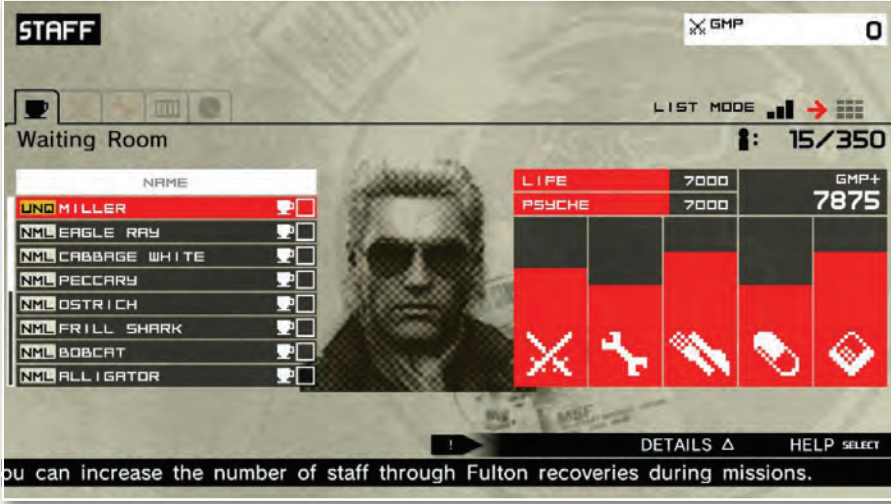 STAFF
GMP 0
LIST MODE
Waiting Room
: 15/350
NAME
UNQ MILLER
NML EAGLE RAY
NML CABBAGE WHITE
NML PECCARY
NML OSTRICH
NML FRILL SHARK
NML BOBCAT
NML ALLIGATOR
LIFE 7000
PSYCHE 7000
GMP+
7875
MSF
! DETAILS △ HELP SELECT
ou can increase the number of staff through Fulton recoveries during missions.